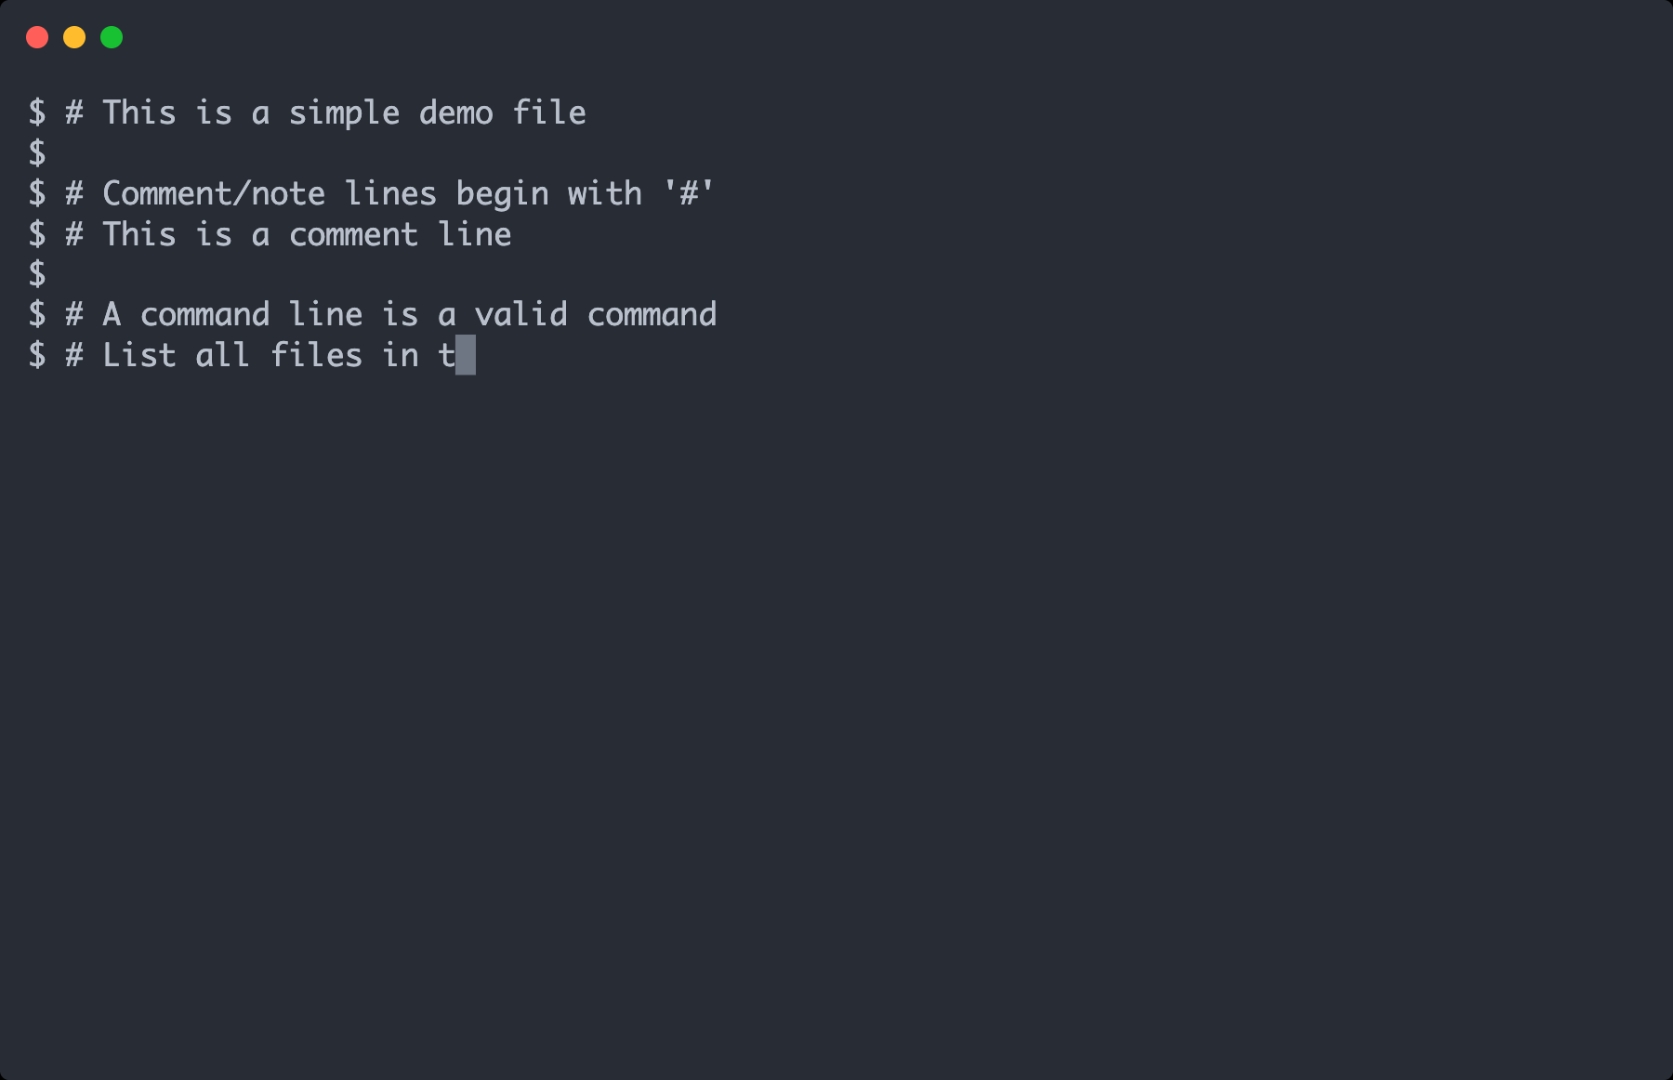 $ # This is a simple demo file
$
$ # Comment/note lines begin with '#'
$ # This is a comment line
$
$ # A command line is a valid command
$ # List all files in t